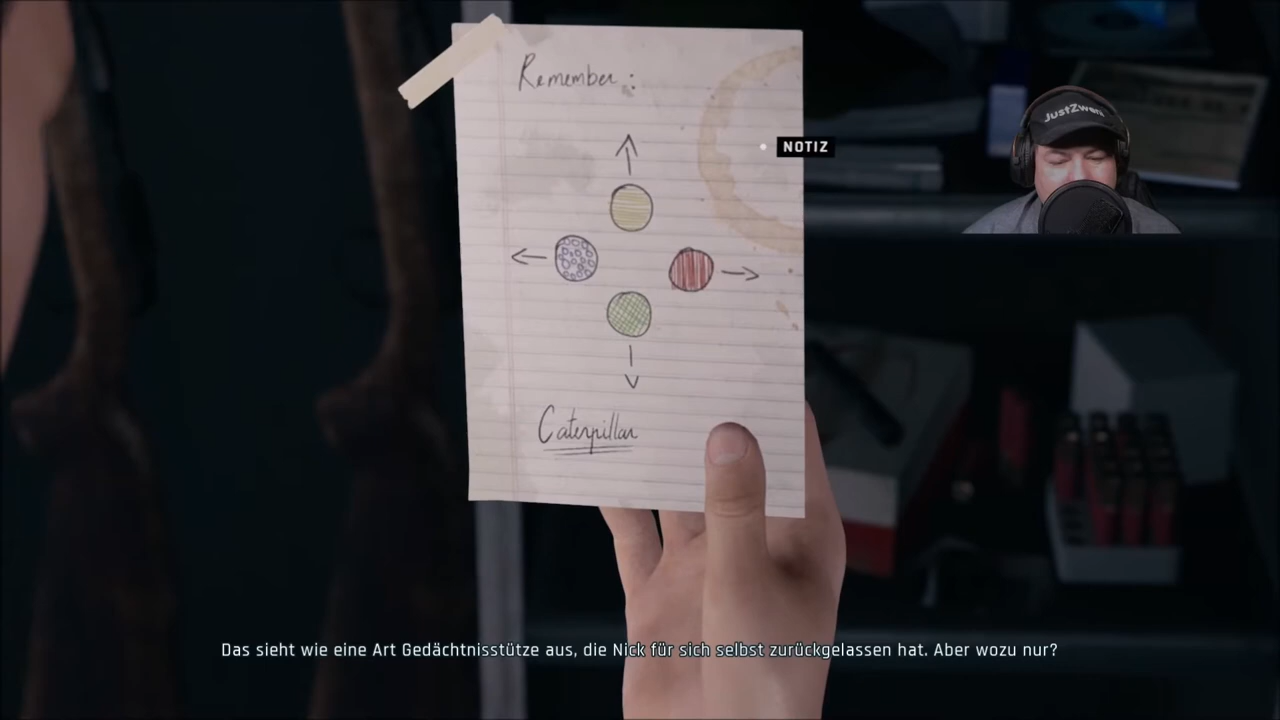 Remember :
JustZwen
NOTIZ
Caterpillar
Das sieht wie eine Art Gedächtnisstütze aus, die Nick für sich selbst zurückgelassen hat. Aber wozu nur?